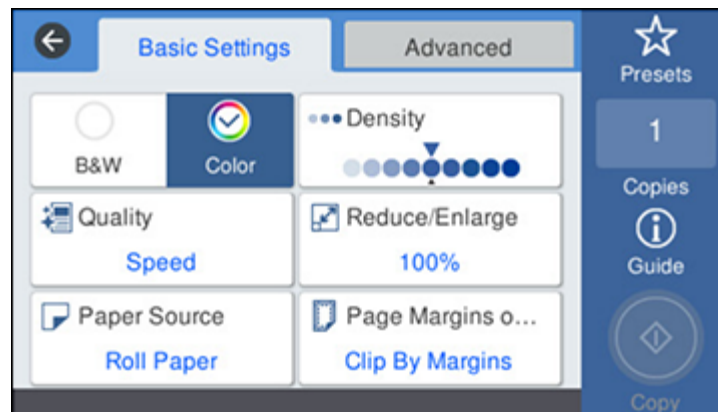 Basic Settings
Advanced
Presets
B&W
Color
Density
1
Copies
Quality
Speed
Reduce/Enlarge
100%
Guide
Paper Source
Roll Paper
Page Margins o...
Clip By Margins
Copy